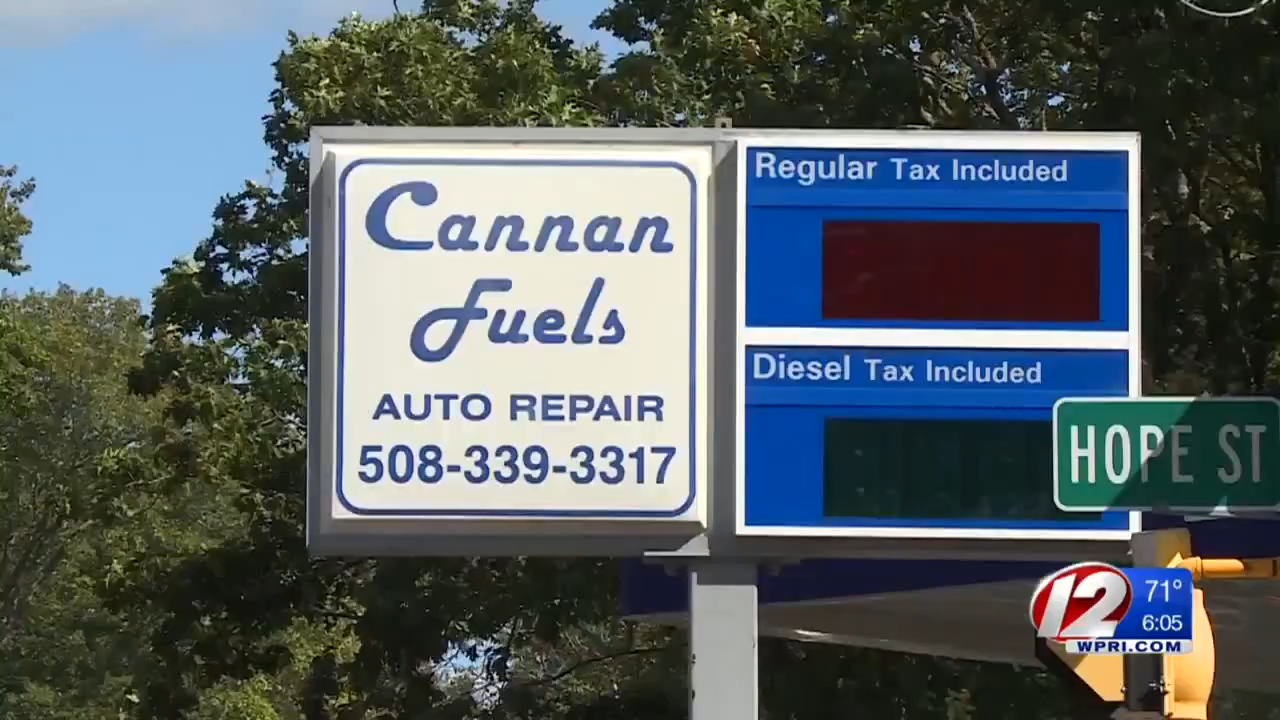 Cannan
Fuels
AUTO REPAIR
508-339-3317
Regular Tax Included
Diesel Tax Included
HOPE ST
12
71°
6:05
WPRI.COM